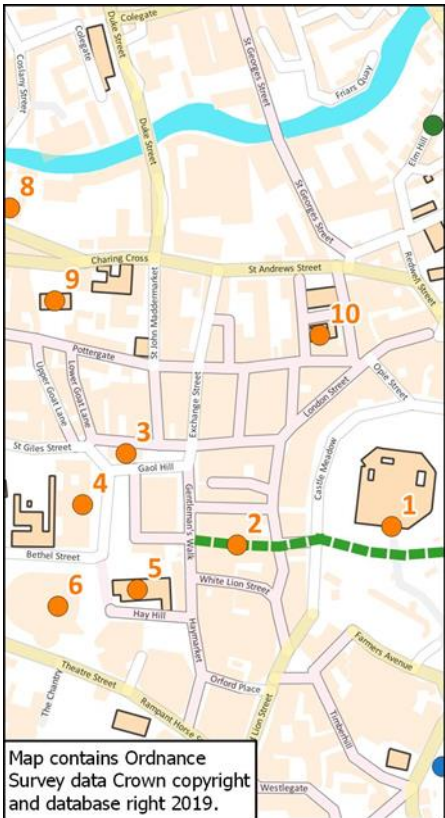 Colegate
Duke Street
Colegate
Coslany Street
St Georges Street
Friars Quay
Duke Street
Elm Hill
8
St Georges Street
Charing Cross
St Andrews Street
Redwell Street
9
10
St John Maddermarket
Pottergate
Exchange Street
London Street
Opie Street
Upper Goat Lane
Lower Goat Lane
3
St Giles Street
Gaol Hill
Castle Meadow
4
Gentleman's Walk
1
2
Bethel Street
5
White Lion Street
6
Hay Hill
Haymarket
Farmers Avenue
Theatre Street
Orford Place
The Chantry
Rampant Horse S
Lion Street
Timberhill
Westlegate
Map contains Ordnance
Survey data Crown copyright
and database right 2019.